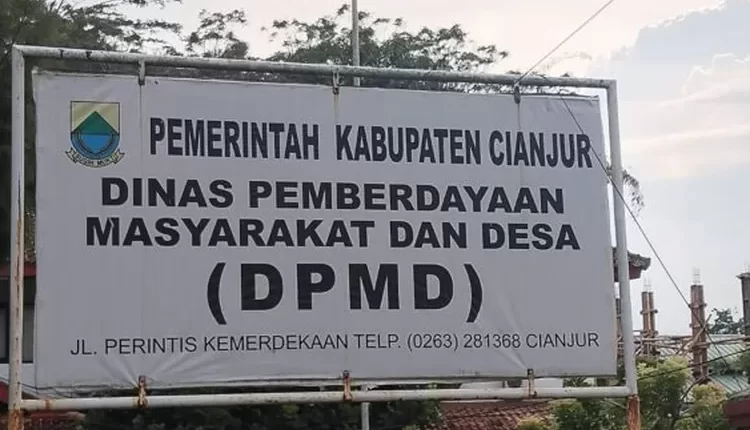 PEMERINTAH KABUPATEN CIANJUR
DINAS PEMBERDAYAAN
MASYARAKAT DAN DESA
(DPMD)
JL. PERINTIS KEMERDEKAAN TELP. (0263) 281368 CIANJUR